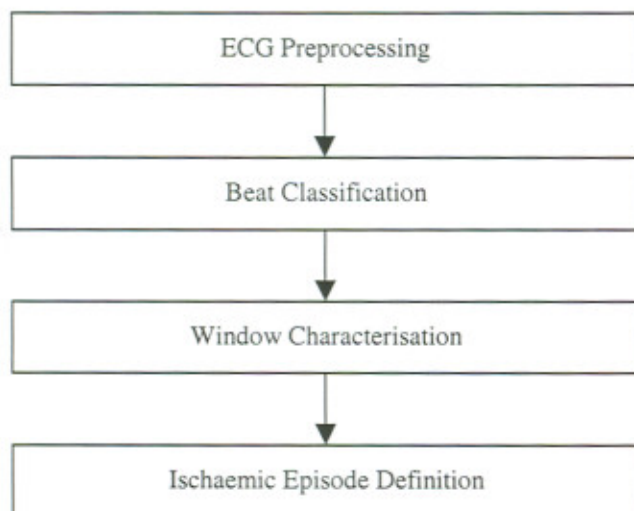 ECG Preprocessing
Beat Classification
Window Characterisation
Ischaemic Episode Definition